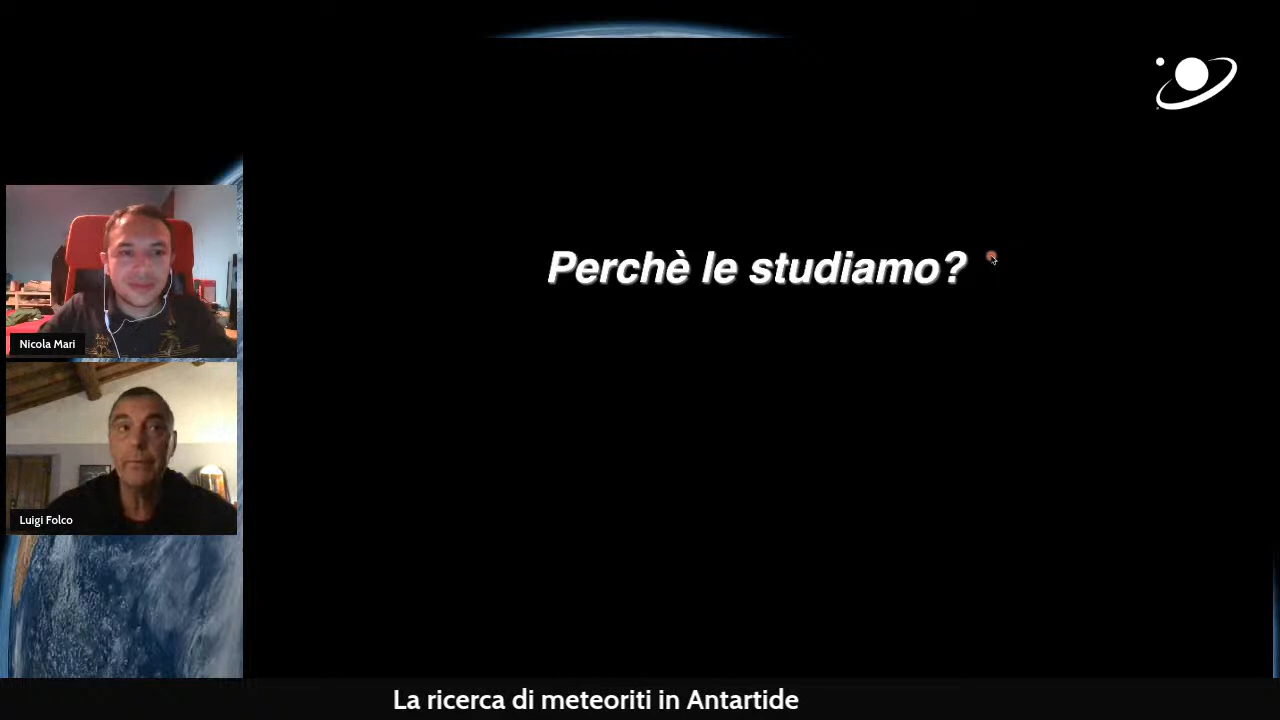 Perchè le studiamo?
Nicola Mari
Luigi Folco
La ricerca di meteoriti in Antartide